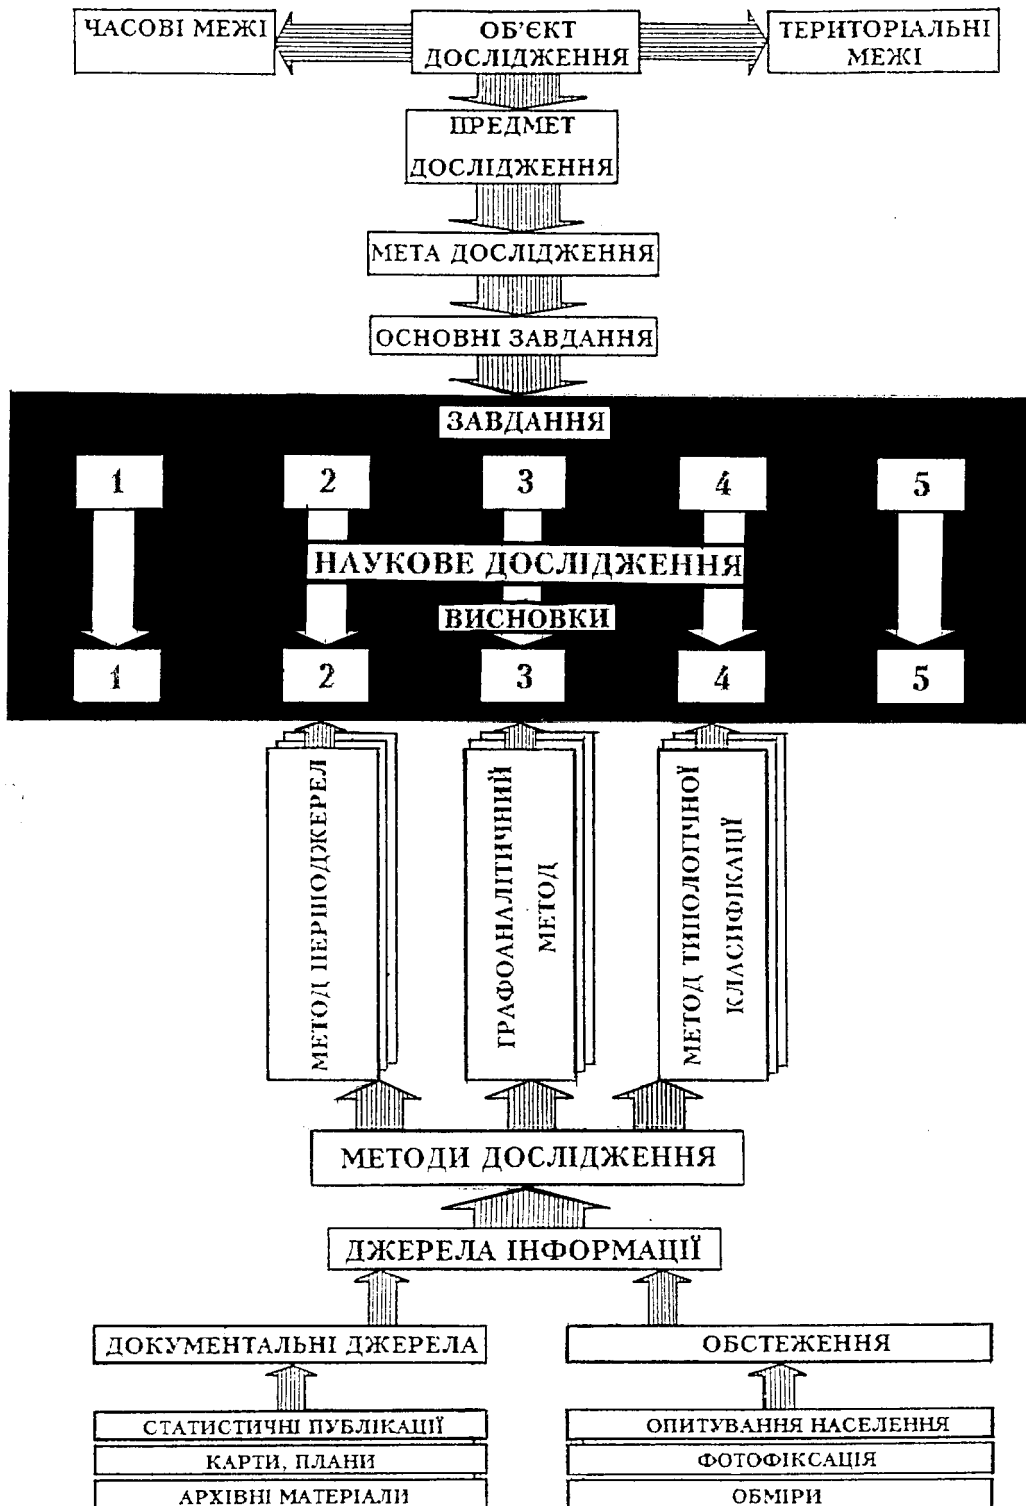 ЧАСОВІ МЕЖІ
ОБ'ЄКТ
ДОСЛІДЖЕННЯ
ТЕРИТОРІАЛЬНІ
МЕЖІ
ПРЕДМЕТ
ДОСЛІДЖЕННЯ
МЕТА ДОСЛІДЖЕННЯ
ОСНОВНІ ЗАВДАННЯ
ЗАВДАННЯ
1 2 3 4 5
НАУКОВЕ ДОСЛІДЖЕННЯ
ВИСНОВКИ
1 2 3 4 5
МЕТОД ПЕРШОДЖЕРЕЛ
ГРАФОАНАЛІТИЧНИЙ
МЕТОД
МЕТОД ТИПОЛОГІЧНОЇ
КЛАСИФІКАЦІЇ
МЕТОДИ ДОСЛІДЖЕННЯ
ДЖЕРЕЛА ІНФОРМАЦІЇ
ДОКУМЕНТАЛЬНІ ДЖЕРЕЛА
ОБСТЕЖЕННЯ
СТАТИСТИЧНІ ПУБЛІКАЦІЇ
КАРТИ, ПЛАНИ
АРХІВНІ МАТЕРІАЛИ
ОПИТУВАННЯ НАСЕЛЕННЯ
ФОТОФІКСАЦІЯ
ОБМІРИ